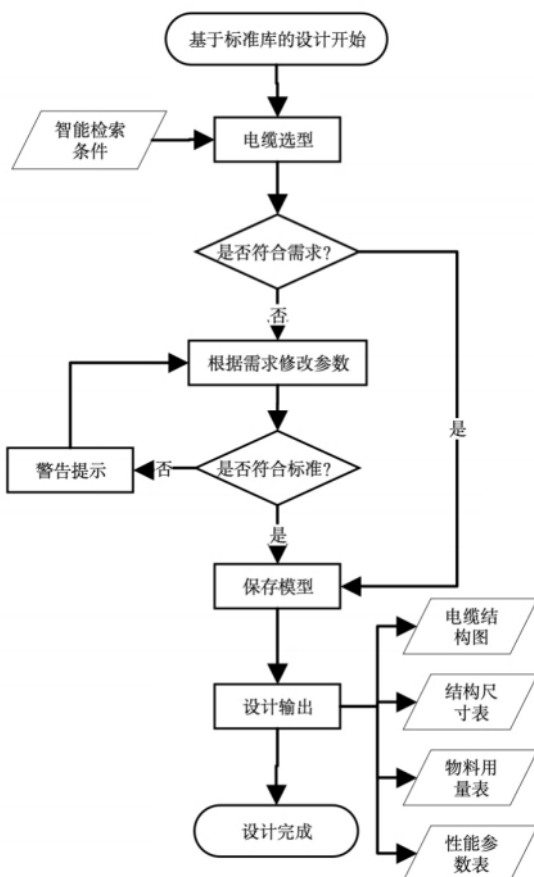 基于标准库的设计开始
智能检索
条件
电缆选型
是否符合需求?
否
根据需求修改参数
是
警告提示
否
是否符合标准?
是
保存模型
电缆结
构图
设计输出
结构尺
寸表
物料用
量表
设计完成
性能参
数表